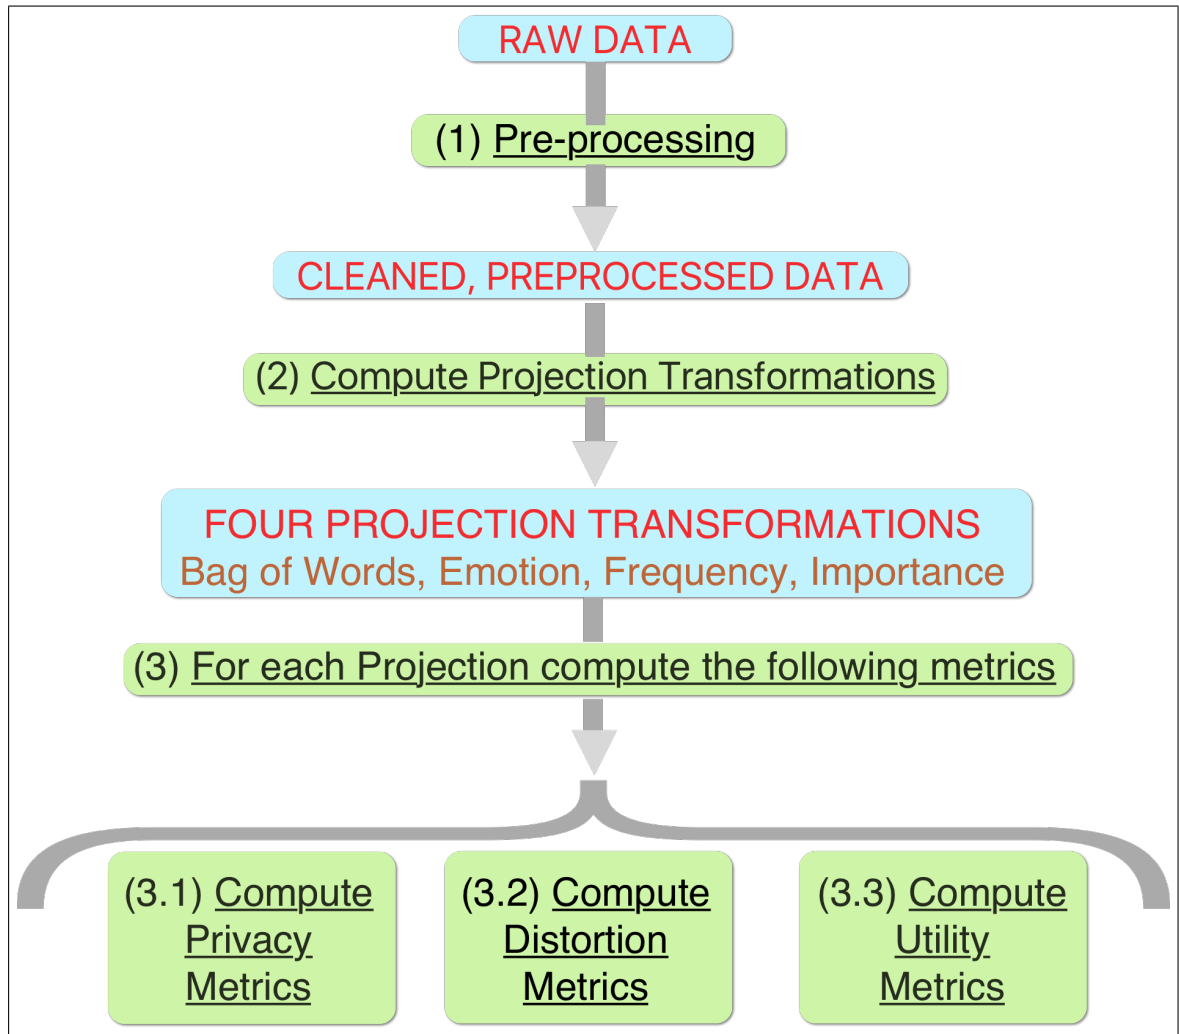 RAW DATA
(1) Pre-processing
CLEANED, PREPROCESSED DATA
(2) Compute Projection Transformations
FOUR PROJECTION TRANSFORMATIONS
Bag of Words, Emotion, Frequency, Importance
(3) For each Projection compute the following metrics
(3.1) Compute
Privacy
Metrics
(3.2) Compute
Distortion
Metrics
(3.3) Compute
Utility
Metrics